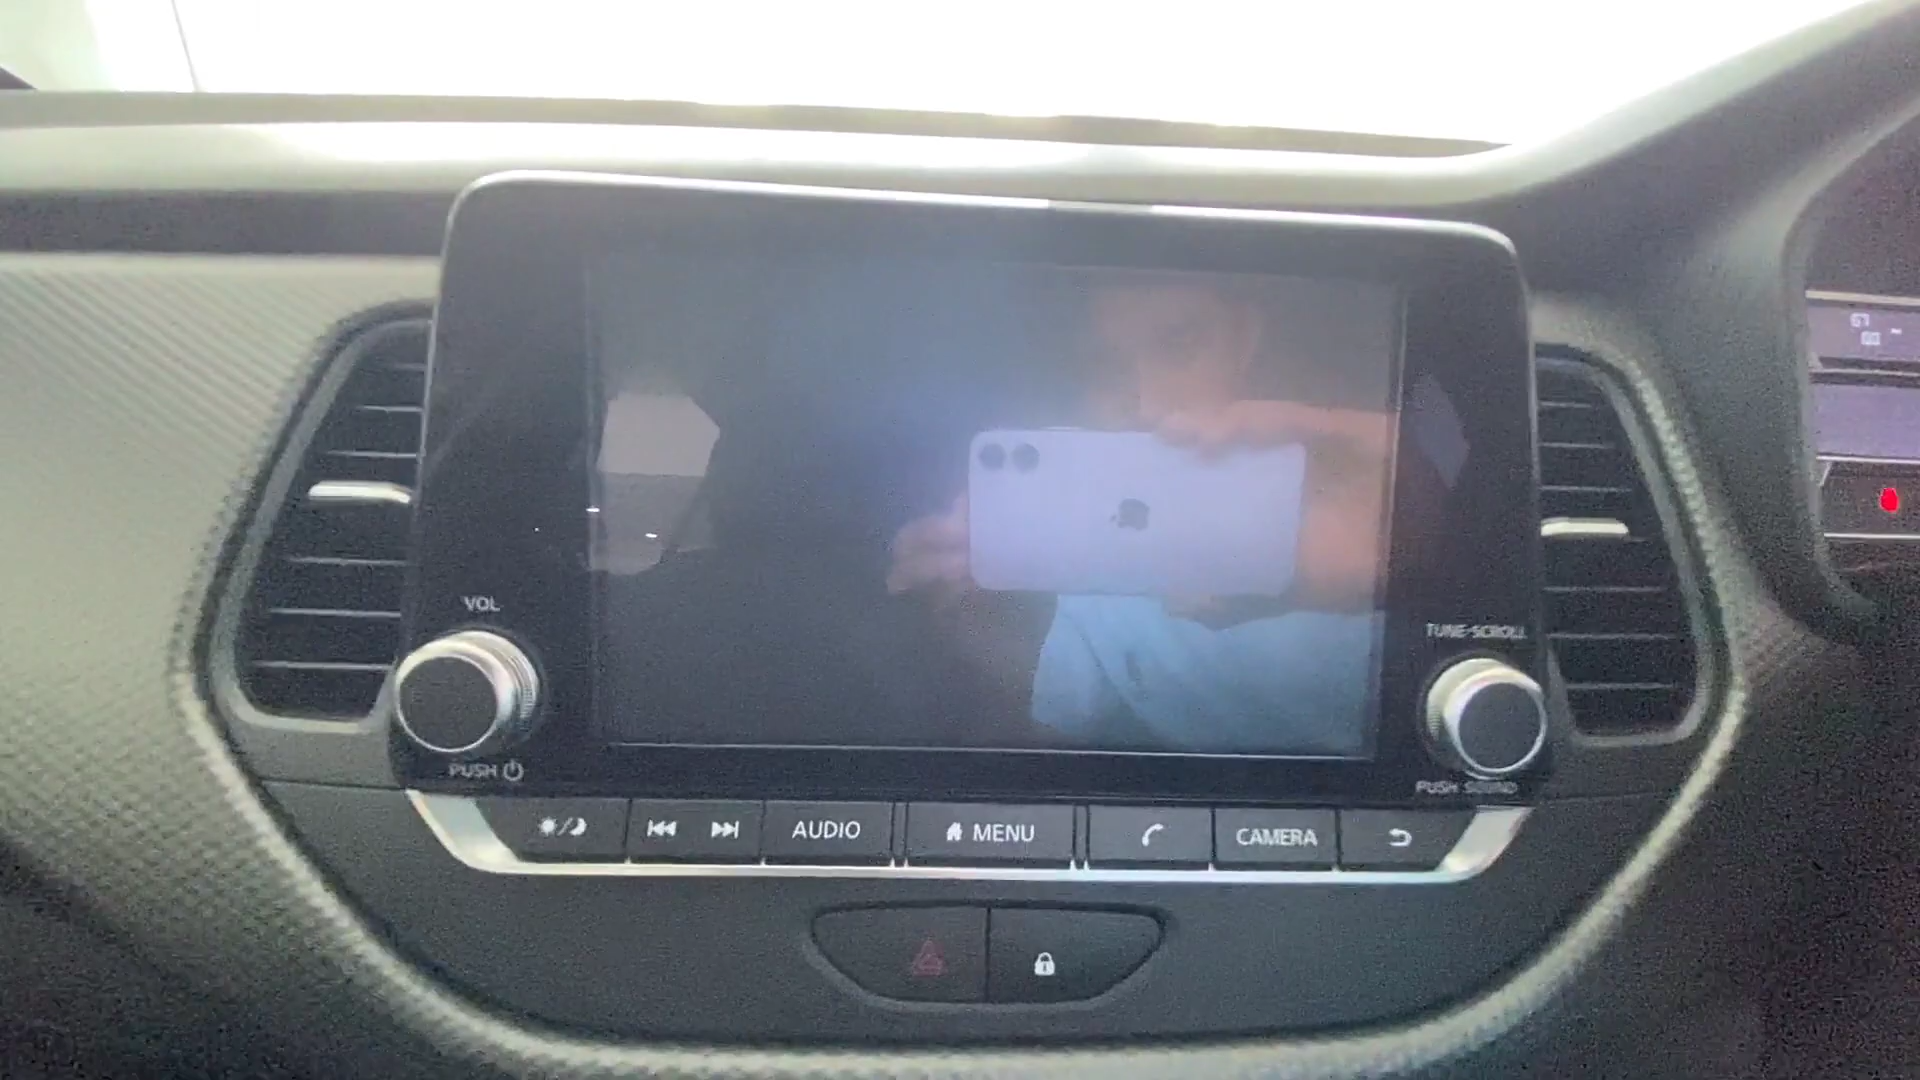 VOL
TUNE·SCROLL
PUSH
PUSH SOUND
AUDIO
MENU
CAMERA